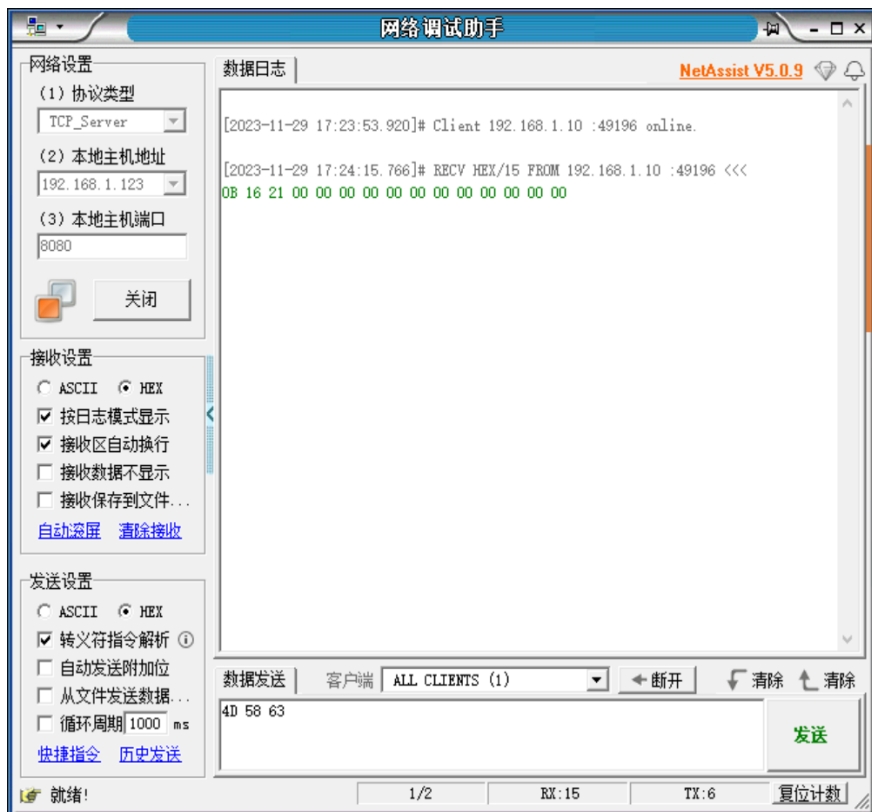 网络调试助手
网络设置
(1) 协议类型
TCP_Server
(2) 本地主机地址
192.168.1.123
(3) 本地主机端口
8080
关闭
接收设置
ASCII HEX
按日志模式显示
接收区自动换行
接收数据不显示
接收保存到文件...
自动滚屏 清除接收
发送设置
ASCII HEX
转义符指令解析
自动发送附加位
从文件发送数据...
循环周期 1000 ms
快捷指令 历史发送
数据日志 NetAssist V5.0.9
[2023-11-29 17:23:53.920]# Client 192.168.1.10 :49196 online.
[2023-11-29 17:24:15.766]# RECV HEX/15 FROM 192.168.1.10 :49196 <<<
0B 16 21 00 00 00 00 00 00 00 00 00 00 00 00
数据发送 客户端 ALL CLIENTS (1) 断开 清除 清除
4D 58 63
发送
就绪! 1/2 RX:15 TX:6 复位计数